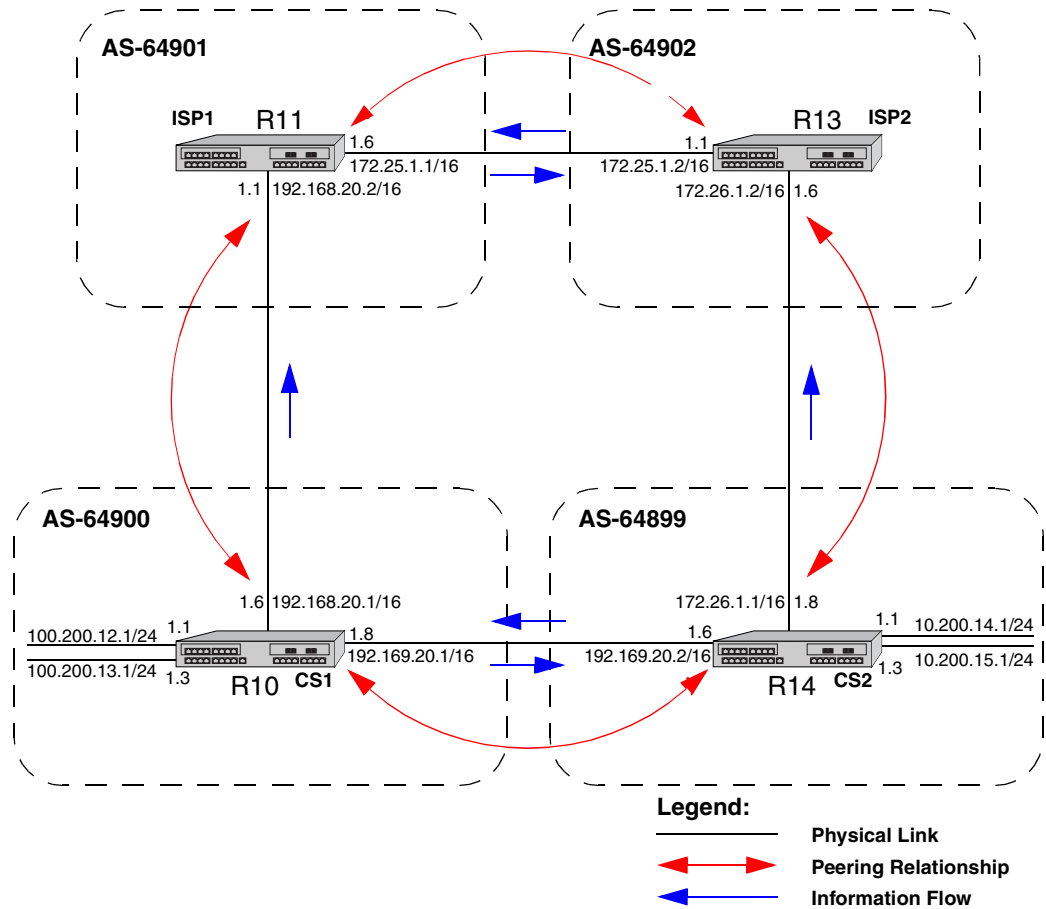 AS-64901
AS-64902
ISP1
R11
R13
ISP2
1.6
1.1
172.25.1.1/16
172.25.1.2/16
1.1
192.168.20.2/16
172.26.1.2/16
1.6
AS-64900
AS-64899
1.6
192.168.20.1/16
172.26.1.1/16
1.8
100.200.12.1/24
1.1
1.8
1.6
1.1
10.200.14.1/24
100.200.13.1/24
192.169.20.1/16
192.169.20.2/16
10.200.15.1/24
1.3
R10
CS1
R14
CS2
1.3
Legend:
Physical Link
Peering Relationship
Information Flow